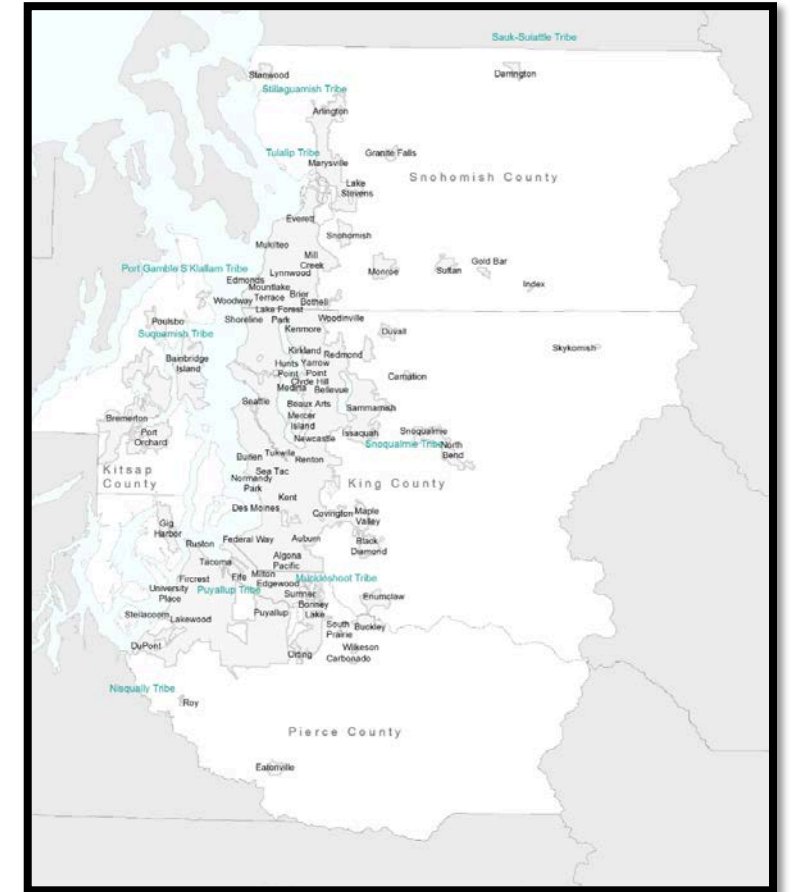 Sauk-Suiattle Tribe
Stanwood
Darrington
Stillaguamish Tribe
Arlington
Tulalip Tribe
Granite Falls
Marysville
Snohomish County
Lake
Stevens
Everett
Snohomish
Mukilteo
Mill
Creek
Gold Bar
Port Gamble S'Klallam Tribe
Lynnwood
Monroe
Sultan
Edmonds
Index
Mountlake
Terrace
Brier
Woodway
Bothell
Lake Forest
Park
Shoreline
Woodinville
Poulsbo
Kenmore
Duvall
Suquamish Tribe
Skykomish
Kirkland
Redmond
Bainbridge
Island
Hunts
Point
Yarrow
Point
Carnation
Clyde Hill
Medina
Bellevue
Seattle
Beaux Arts
Sammamish
Mercer
Island
Bremerton
Port
Orchard
Newcastle
Issaquah
Snoqualmie
Snoqualmie Tribe
North
Bend
Burien
Tukwila
Renton
Kitsap
County
Sea Tac
Normandy
Park
King County
Kent
Des Moines
Covington
Maple
Valley
Gig
Harbor
Ruston
Federal Way
Auburn
Black
Diamond
Algona
Pacific
Tacoma
Fircrest
Fife
Milton
Edgewood
Muckleshoot Tribe
University
Place
Puyallup Tribe
Sumner
Enumclaw
Bonney
Lake
Steilacoom
Lakewood
Puyallup
South
Prairie
Buckley
DuPont
Wilkeson
Orting
Carbonado
Nisqually Tribe
Roy
Pierce County
Eatonville